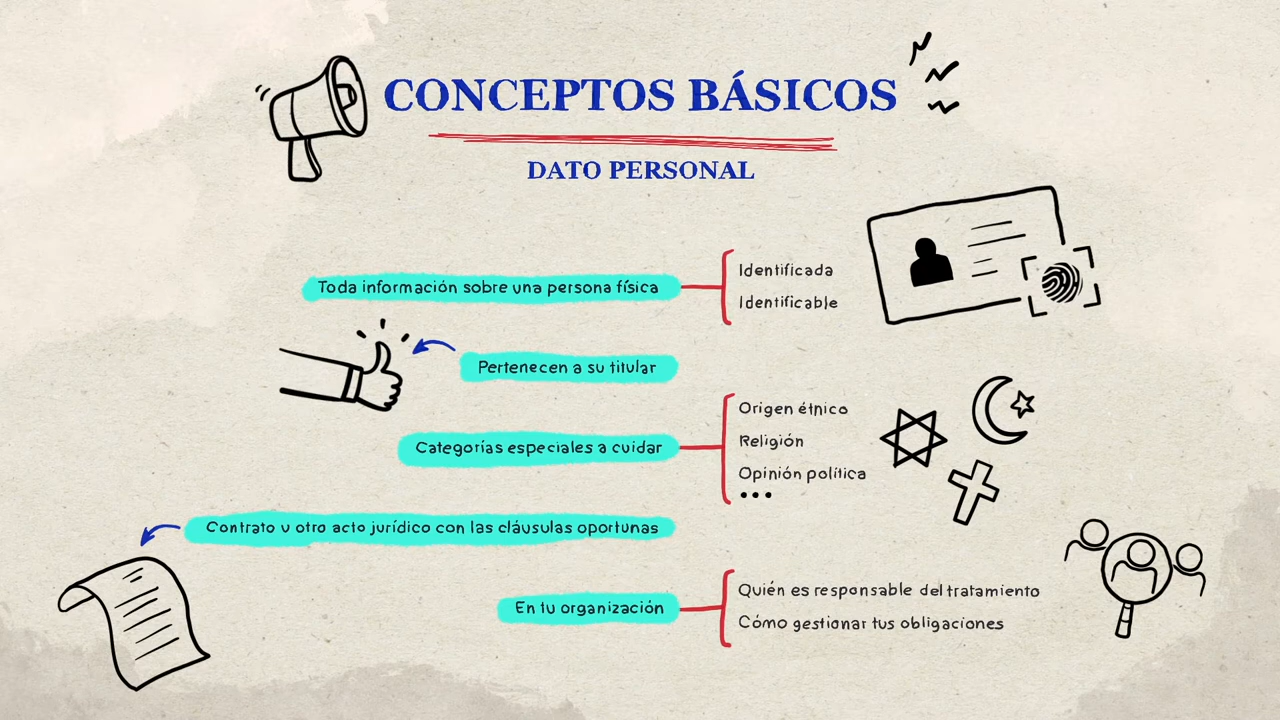 CONCEPTOS BÁSICOS
DATO PERSONAL
Toda información sobre una persona física
Identificada
Identificable
Pertenecen a su titular
Categorías especiales a cuidar
Origen étnico
Religión
Opinión política
...
Contrato u otro acto jurídico con las cláusulas oportunas
En tu organización
Quién es responsable del tratamiento
Cómo gestionar tus obligaciones